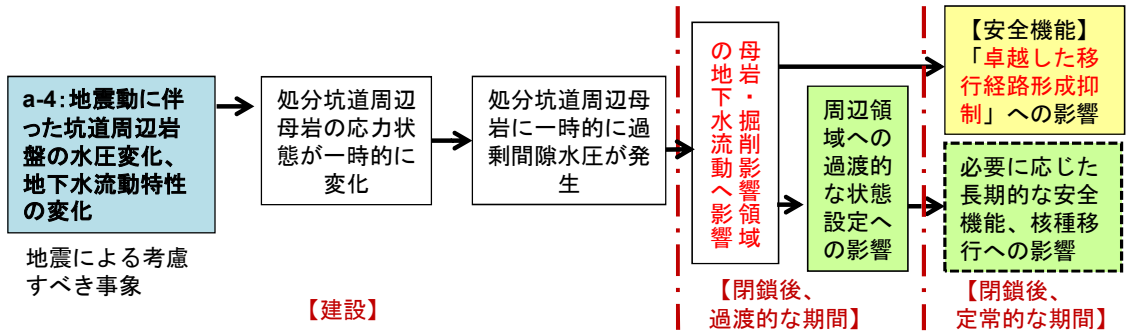 a-4：地震動に伴
った坑道周辺岩
盤の水圧変化、
地下水流動特性
の変化
地震による考慮
すべき事象
処分坑道周辺
母岩の応力状
態が一時的に
変化
処分坑道周辺母
岩に一時的に過
剰間隙水圧が発
生
【建設】
母岩・掘削影響領域
の地下水流動へ影響
周辺領
域への
過渡的
な状態
設定へ
の影響
【閉鎖後、
過渡的な期間】
【安全機能】
「卓越した移
行経路形成抑
制」への影響
必要に応じた
長期的な安全
機能、核種移
行への影響
【閉鎖後、
定常的な期間】